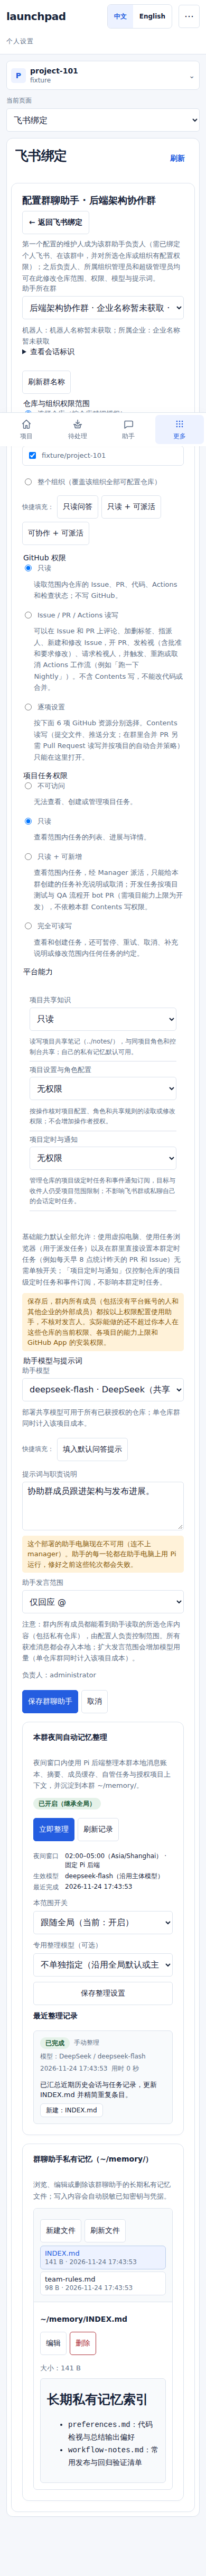 launchpad
中文
English
个人设置
P
project-101
fixture
当前页面
飞书绑定
飞书绑定
刷新
配置群聊助手 · 后端架构协作群
← 返回飞书绑定
第一个配置的维护人成为该群助手负责人（需已绑定
个人飞书、在该群中，并对所选仓库或组织有配置权
限）；之后负责人、所属组织管理员和超级管理员均
可在此修改仓库范围、权限、模型与提示词。
助手所在群
后端架构协作群 · 企业名称暂未获取 ·
机器人：机器人名称暂未获取；所属企业：企业名称
暂未获取
▶ 查看会话标识
刷新群名称
仓库与组织权限范围
项目
待处理
助手
更多
fixture/project-101
整个组织（覆盖该组织全部可配置仓库）
快捷填充：
只读问答
只读 + 可派活
可协作 + 可派活
GitHub 权限
只读
读取范围内仓库的 Issue、PR、代码、Actions
和检查状态；不写 GitHub。
Issue / PR / Actions 读写
可以在 Issue 和 PR 上评论、加删标签、指派
人、新建和修改 Issue，开 PR、发检视（含批准
和要求修改）、请求检视人，并触发、重跑或取
消 Actions 工作流（例如「跑一下
Nightly」）。不含 Contents 写，不能改代码或
合并。
逐项设置
按下面 6 项 GitHub 资源分别选择。Contents
读写（提交文件、推送分支；在群里合并 PR 另
需 Pull Request 读写并按项目的自动合并策略）
只能在这里打开。
项目任务权限
不可访问
无法查看、创建或管理项目任务。
只读
查看范围内任务的列表、进展与详情。
只读 + 可新增
查看范围内任务，经 Manager 派活，只能给本
群创建的任务补充说明或取消；开发任务按项目
测试与 QA 流程开 bot PR（需项目能力上限为开
发），不依赖本群 Contents 写权限。
完全可读写
查看和创建任务，还可暂停、重试、取消、补充
说明或修改范围内任何任务的约定。
平台能力
项目共享知识
只读
读写项目共享笔记（../notes/），与同项目角色和控
制台共享；自己的私有记忆默认可用。
项目设置与角色配置
无权限
按操作核对项目配置、角色和共享规则的读取或修改
权限；不会增加操作者授权。
项目定时与通知
无权限
管理仓库的项目级定时任务和事件通知订阅，目标与
收件人仍受项目范围限制；不影响飞书群或私聊自己
的会话定时任务。
基础能力默认全部允许：使用虚拟电脑、使用任务浏
览器（用于派发任务）以及在群里直接设本群定时任
务（例如每天早 8 点统计昨天的 PR 和 Issue）无
需单独开关；「项目定时与通知」仅控制仓库的项目
级定时任务和事件订阅，不影响本群定时任务。
保存后，群内所有成员（包括没有平台账号的人和
其他企业的外部成员）都按以上权限配置使用助
手，不核对发言人。实际能做的还不超过你本人在
这些仓库的当前权限、各项目的能力上限和
GitHub App 的安装权限。
助手模型与提示词
助手模型
deepseek-flash · DeepSeek（共享
部署共享模型可用于所有已获授权的仓库；单仓库群
同时计入该项目成本。
快捷填充：
填入默认问答提示
提示词与职责说明
协助群成员跟进架构与发布进展。
这个部署的助手电脑现在不可用（连不上
manager）。助手的每一轮都在助手电脑上用 Pi
运行，修好之前这些轮次都会失败。
助手发言范围
仅回应 @
注意：群内所有成员都能看到助手读取的所选仓库内
容（包括私有仓库），由配置人负责控制范围。所有
获准消息都会存入本地；扩大发言范围会增加模型用
量（单仓库群同时计入该项目成本）。
负责人：administrator
保存群聊助手
取消
本群夜间自动记忆整理
夜间窗口内使用 Pi 后端整理本群本地消息账
本、摘要、成员缓存、自管任务与授权项目上
下文，并沉淀到本群 ~/memory/。
已开启（继承全局）
立即整理
刷新记录
夜间窗口 02:00–05:00（Asia/Shanghai） ·
固定 Pi 后端
生效模型 deepseek-flash（沿用主体模型）
最近完成 2026-11-24 17:43:53
本范围开关
跟随全局（当前：开启）
专用整理模型（可选）
不单独指定（沿用全局默认或主
保存整理设置
最近整理记录
已完成 手动整理
模型：DeepSeek / deepseek-flash
2026-11-24 17:43:53 用时 0 秒
已汇总近期历史会话与任务记录，更新
INDEX.md 并精简重复条目。
新建：INDEX.md
群聊助手私有记忆（~/memory/）
浏览、编辑或删除该群聊助手的长期私有记忆
文件；写入内容会自动脱敏已知密钥与凭据。
新建文件
刷新文件
INDEX.md
141 B · 2026-11-24 17:43:53
team-rules.md
98 B · 2026-11-24 17:43:53
~/memory/INDEX.md
编辑
删除
大小：141 B
长期私有记忆索引
• preferences.md：代码
检视与总结输出偏好
• workflow-notes.md：常
用发布与回归验证清单